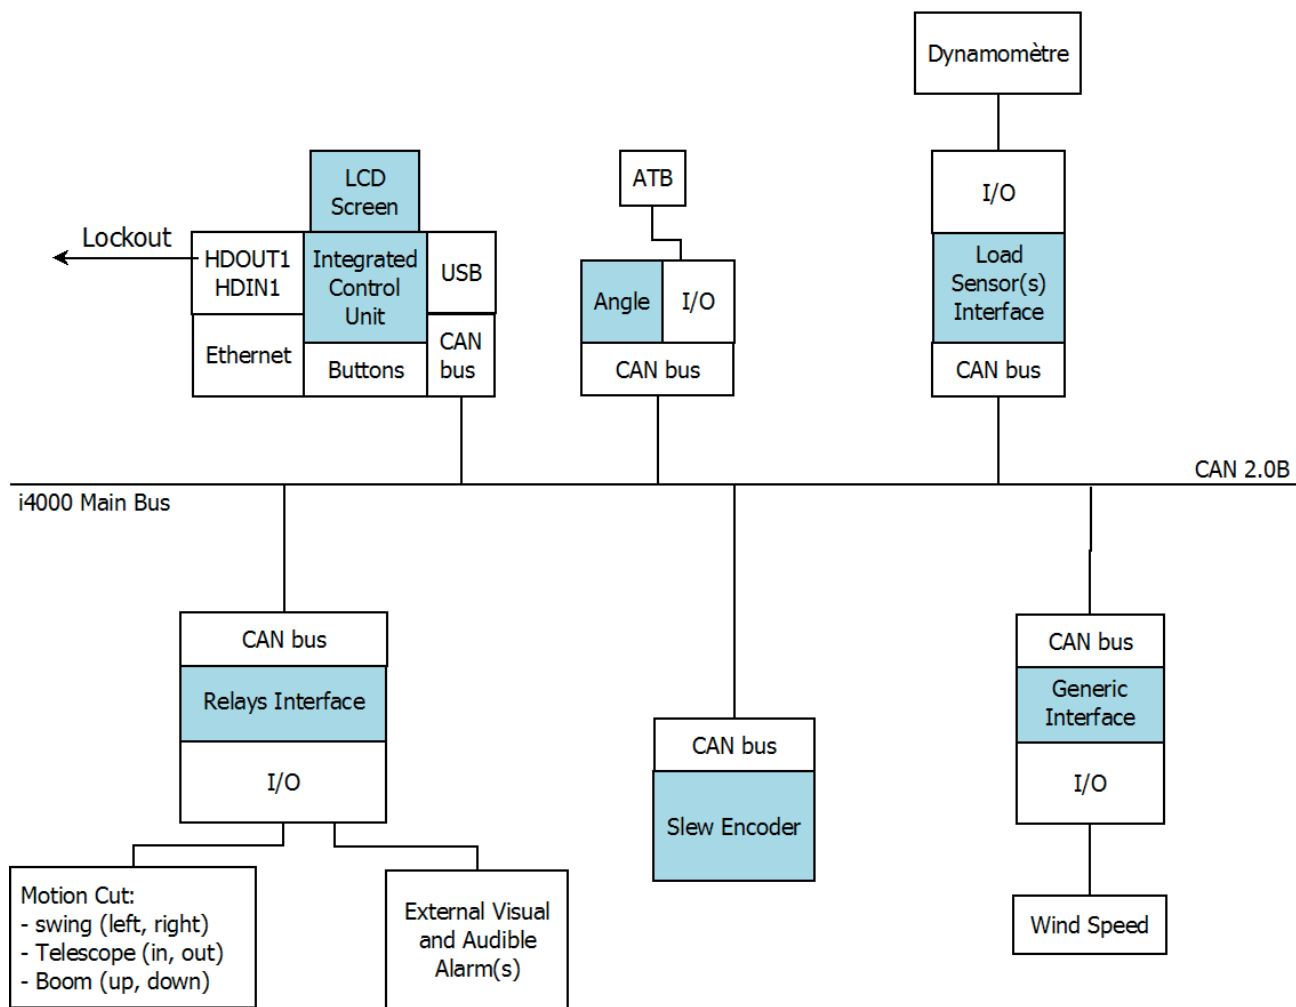 Dynamomètre
LCD
Screen
ATB
I/O
Lockout
HDOUT1
HDIN1
Integrated
Control
Unit
USB
Angle
I/O
Load
Sensor(s)
Interface
Ethernet
Buttons
CAN
bus
CAN bus
CAN bus
CAN 2.0B
i4000 Main Bus
CAN bus
Relays Interface
I/O
CAN bus
Slew Encoder
CAN bus
Generic
Interface
I/O
Motion Cut:
- swing (left, right)
- Telescope (in, out)
- Boom (up, down)
External Visual
and Audible
Alarm(s)
Wind Speed